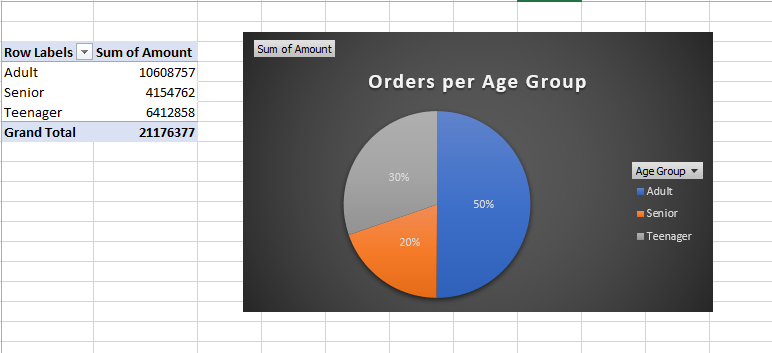 Row Labels Sum of Amount
Adult 10608757
Senior 4154762
Teenager 6412858
Grand Total 21176377
Sum of Amount
Orders per Age Group
30%
50%
20%
Age Group
Adult
Senior
Teenager